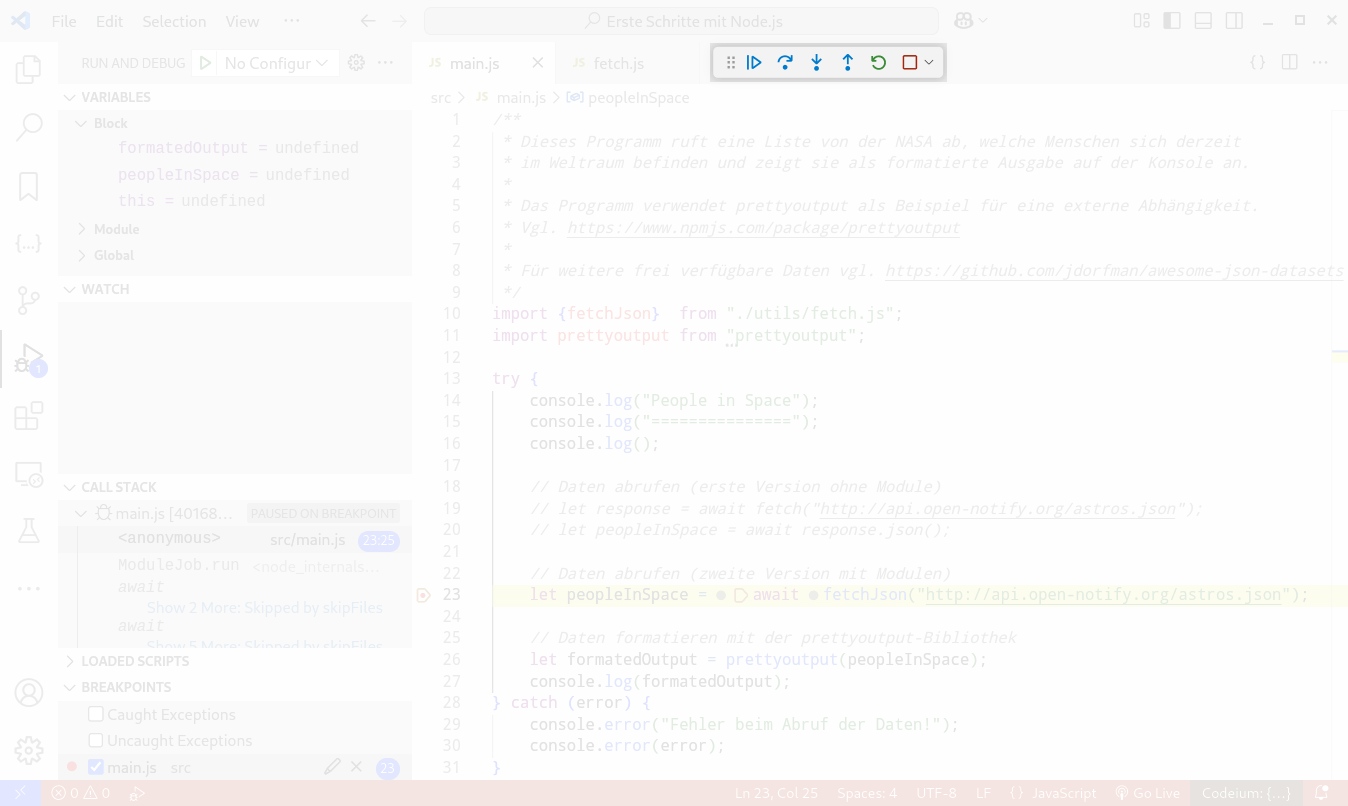 File Edit Selection View ··· Erste Schritte mit Node.js
RUN AND DEBUG No Configur
VARIABLES
Block
formatedOutput = undefined
peopleInSpace = undefined
this = undefined
Module
Global
WATCH
CALL STACK
main.js [40168... PAUSED ON BREAKPOINT
<anonymous> src/main.js 23:25
ModuleJob.run <node_internals...
await
Show 2 More: Skipped by skipFiles
await
Show 5 More: Skipped by skipFiles
LOADED SCRIPTS
BREAKPOINTS
Caught Exceptions
Uncaught Exceptions
main.js src 23
1
JS main.js JS fetch.js
src > JS main.js > peopleInSpace
1 /**
2 * Dieses Programm ruft eine Liste von der NASA ab, welche Menschen sich derzeit
3 * im Weltraum befinden und zeigt sie als formatierte Ausgabe auf der Konsole an.
4 *
5 * Das Programm verwendet prettyoutput als Beispiel für eine externe Abhängigkeit.
6 * Vgl. https://www.npmjs.com/package/prettyoutput
7 *
8 * Für weitere frei verfügbare Daten vgl. https://github.com/jdorfman/awesome-json-datasets
9 */
10 import {fetchJson}  from "./utils/fetch.js";
11 import prettyoutput from "prettyoutput";
12
13 try {
14 console.log("People in Space");
15 console.log("===============");
16 console.log();
17
18 // Daten abrufen (erste Version ohne Module)
19 // let response = await fetch("http://api.open-notify.org/astros.json");
20 // let peopleInSpace = await response.json();
21
22 // Daten abrufen (zweite Version mit Modulen)
23 let peopleInSpace = await fetchJson("http://api.open-notify.org/astros.json");
24
25 // Daten formatieren mit der prettyoutput-Bibliothek
26 let formatedOutput = prettyoutput(peopleInSpace);
27 console.log(formatedOutput);
28 } catch (error) {
29 console.error("Fehler beim Abruf der Daten!");
30 console.error(error);
31 }
0 0 Ln 23, Col 25 Spaces: 4 UTF-8 LF {} JavaScript Go Live Codeium: {...}